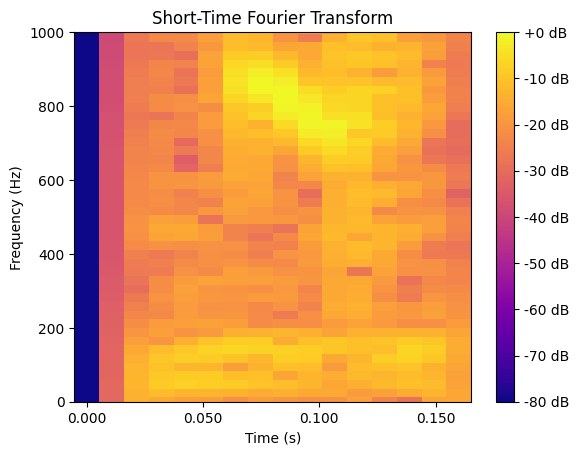 Short-Time Fourier Transform
1000
800
600
400
200
0
Frequency (Hz)
0.000
0.050
0.100
0.150
Time (s)
+0 dB
-10 dB
-20 dB
-30 dB
-40 dB
-50 dB
-60 dB
-70 dB
-80 dB